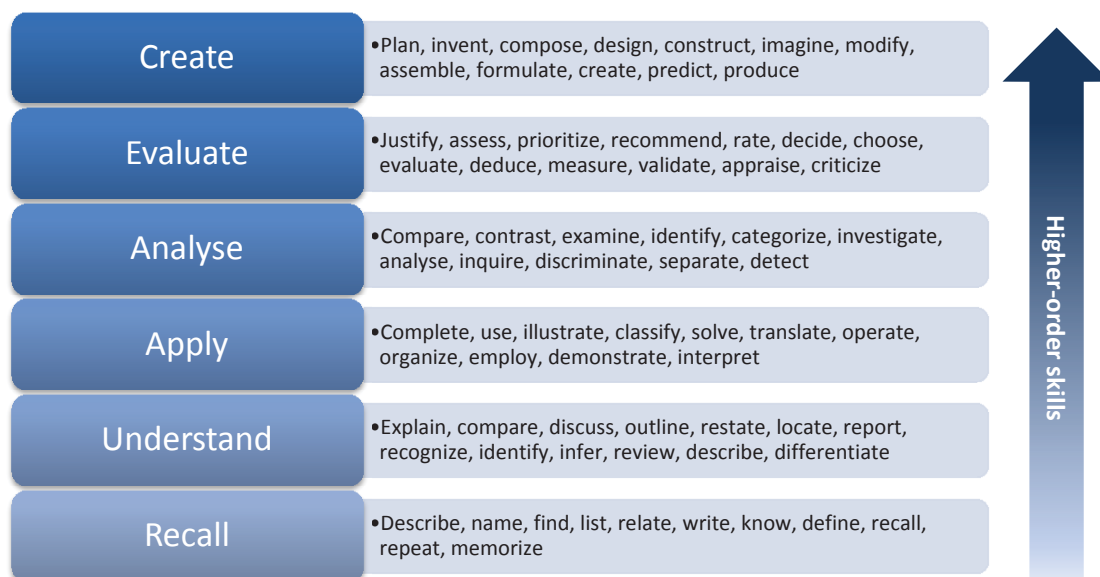 Create
•Plan, invent, compose, design, construct, imagine, modify,
assemble, formulate, create, predict, produce
Evaluate
•Justify, assess, prioritize, recommend, rate, decide, choose,
evaluate, deduce, measure, validate, appraise, criticize
Analyse
•Compare, contrast, examine, identify, categorize, investigate,
analyse, inquire, discriminate, separate, detect
Apply
•Complete, use, illustrate, classify, solve, translate, operate,
organize, employ, demonstrate, interpret
Understand
•Explain, compare, discuss, outline, restate, locate, report,
recognize, identify, infer, review, describe, differentiate
Recall
•Describe, name, find, list, relate, write, know, define, recall,
repeat, memorize
Higher-order skills